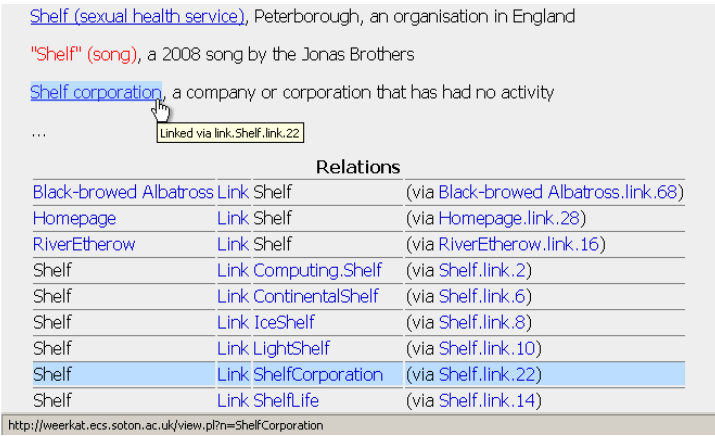 Shelf (sexual health service), Peterborough, an organisation in England
"Shelf" (song), a 2008 song by the Jonas Brothers
Shelf corporation, a company or corporation that has had no activity
...
Linked via link.Shelf.link.22
Relations
Black-browed Albatross Link Shelf (via Black-browed Albatross.link.68)
Homepage Link Shelf (via Homepage.link.28)
RiverEtherow Link Shelf (via RiverEtherow.link.16)
Shelf Link Computing.Shelf (via Shelf.link.2)
Shelf Link ContinentalShelf (via Shelf.link.6)
Shelf Link IceShelf (via Shelf.link.8)
Shelf Link LightShelf (via Shelf.link.10)
Shelf Link ShelfCorporation (via Shelf.link.22)
Shelf Link ShelfLife (via Shelf.link.14)
http://weerkat.ecs.soton.ac.uk/view.pl?n=ShelfCorporation